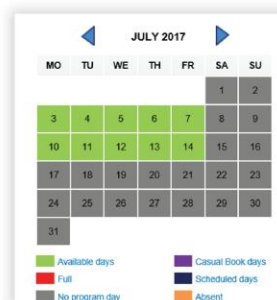 JULY 2017
MO TU WE TH FR SA SU
1 2
3 4 5 6 7 8 9
10 11 12 13 14 15 16
17 18 19 20 21 22 23
24 25 26 27 28 29 30
31
Available days Casual Book days
Full Scheduled days
No program day Absent